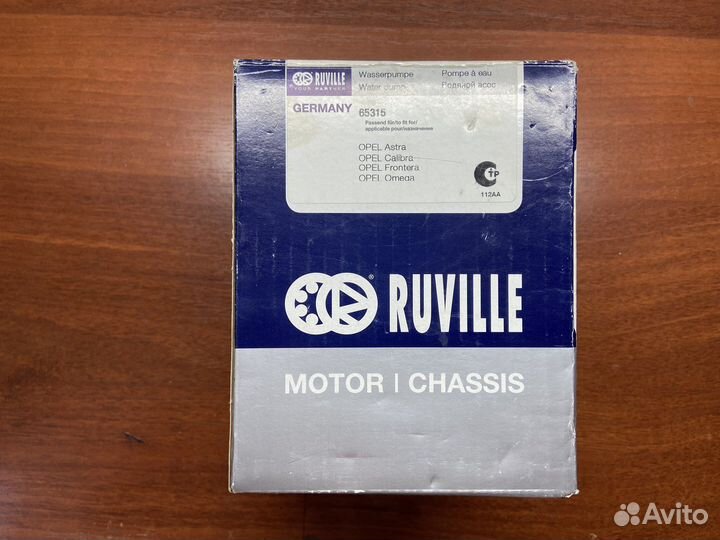 RUVILLE
YOUR PARTNER
GERMANY
Wasserpumpe Pompe à eau
Water pump Водяной насос
65315
Passend für/to fit for/
applicable pour/назначение
OPEL Astra
OPEL Calibra
OPEL Frontera
OPEL Omega
СTP
112AA
® RUVILLE
MOTOR | CHASSIS
Avito